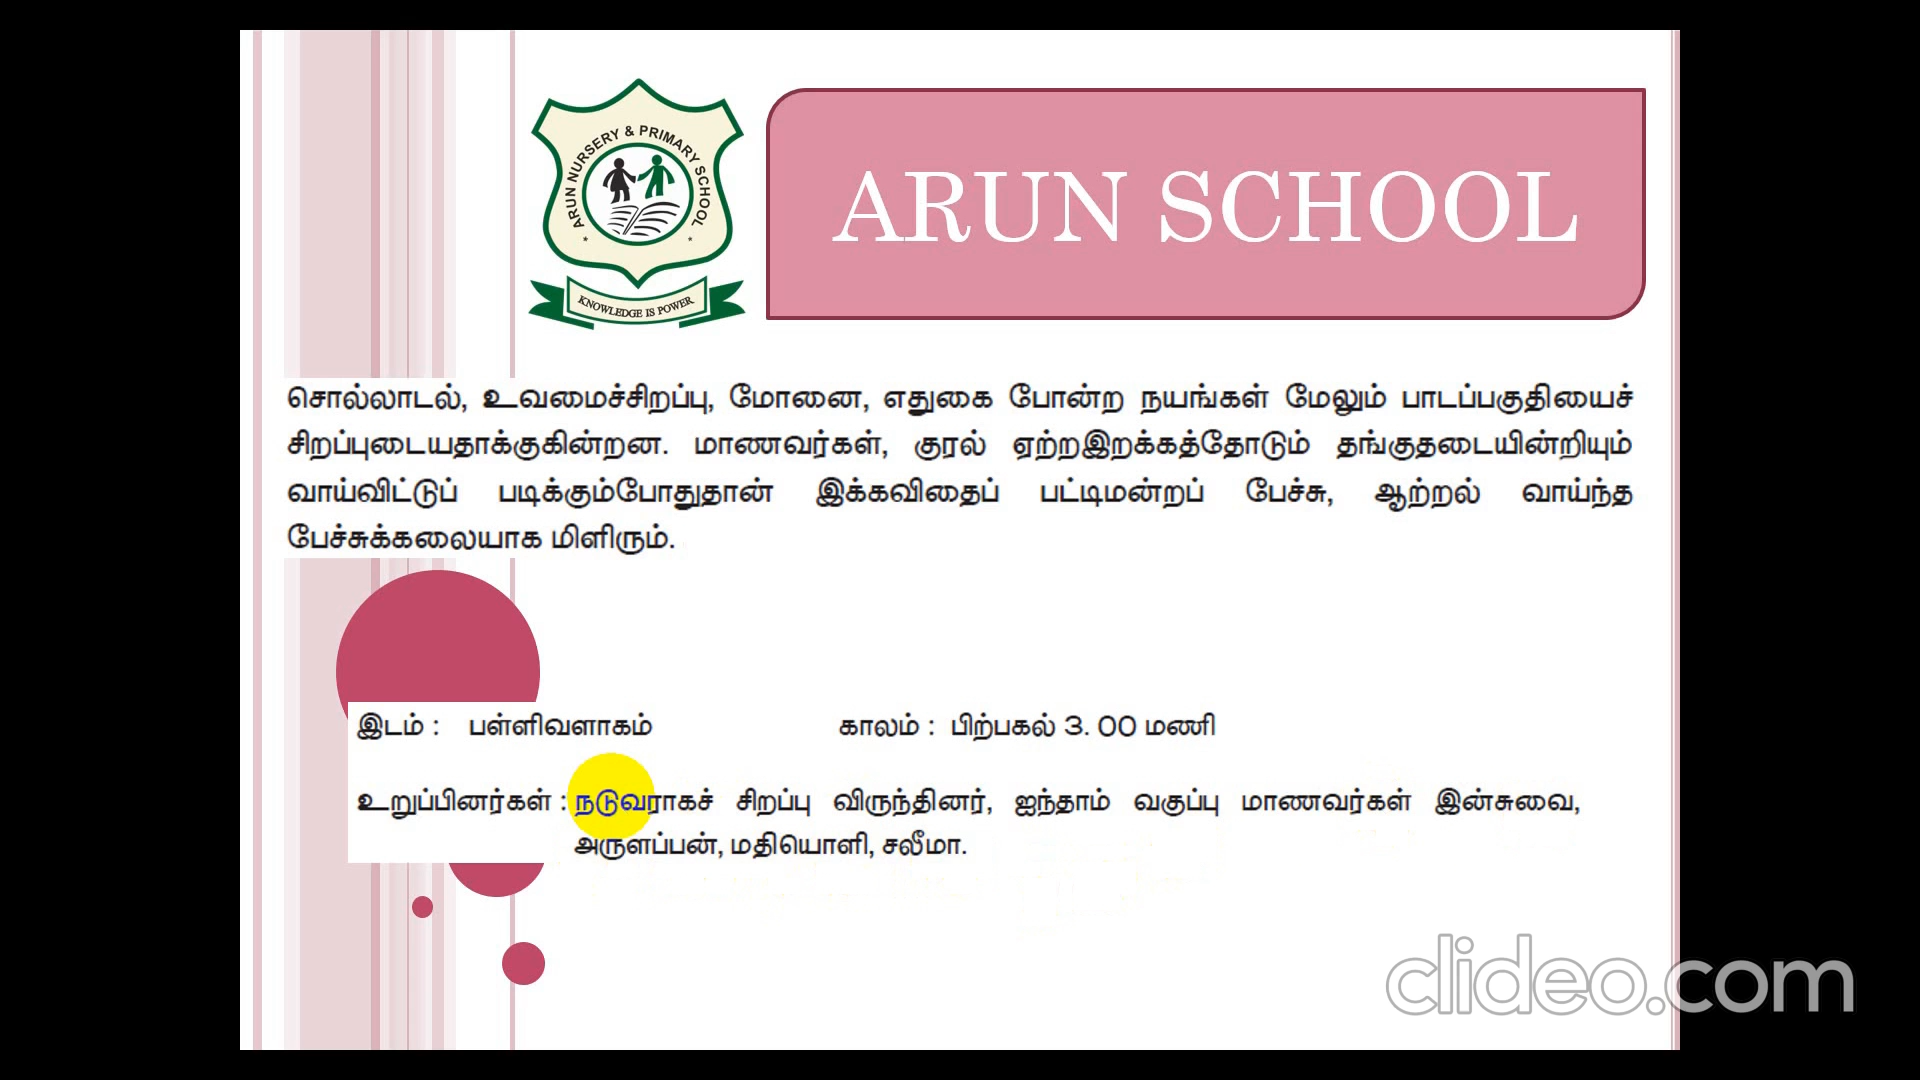 ARUN NURSERY & PRIMARY SCHOOL
KNOWLEDGE IS POWER
ARUN SCHOOL
சொல்லாடல், உவமைச்சிறப்பு, மோனை, எதுகை போன்ற நயங்கள் மேலும் பாடப்பகுதியைச்
சிறப்புடையதாக்குகின்றன. மாணவர்கள், குரல் ஏற்றஇறக்கத்தோடும் தங்குதடையின்றியும்
வாய்விட்டுப் படிக்கும்போதுதான் இக்கவிதைப் பட்டிமன்றப் பேச்சு, ஆற்றல் வாய்ந்த
பேச்சுக்கலையாக மிளிரும்.
இடம் : பள்ளிவளாகம் காலம் : பிற்பகல் 3. 00 மணி
உறுப்பினர்கள் : நடுவராகச் சிறப்பு விருந்தினர், ஐந்தாம் வகுப்பு மாணவர்கள் இன்சுவை,
அருளப்பன், மதியொளி, சலீமா.
clideo.com